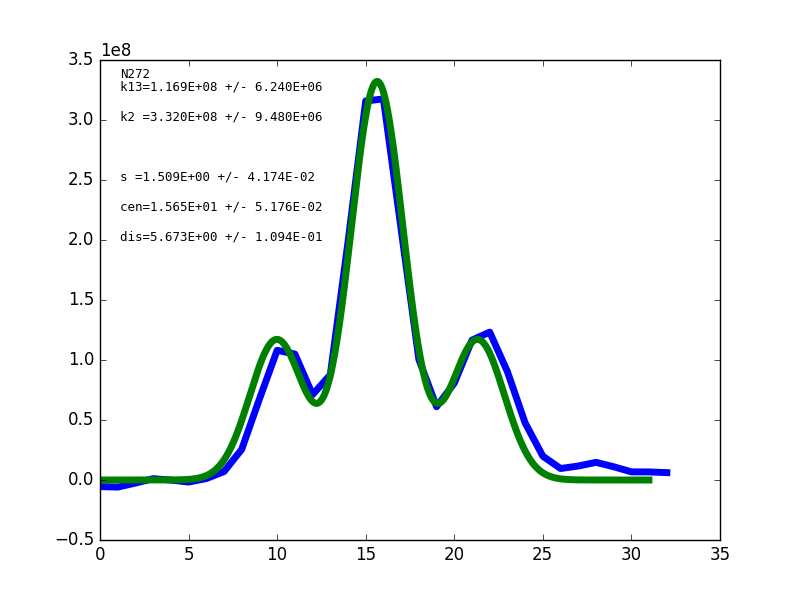 1e8
N272
k13=1.169E+08 +/- 6.240E+06
k2 =3.320E+08 +/- 9.480E+06
s =1.509E+00 +/- 4.174E-02
cen=1.565E+01 +/- 5.176E-02
dis=5.673E+00 +/- 1.094E-01
3.5
3.0
2.5
2.0
1.5
1.0
0.5
0.0
−0.5
0 5 10 15 20 25 30 35